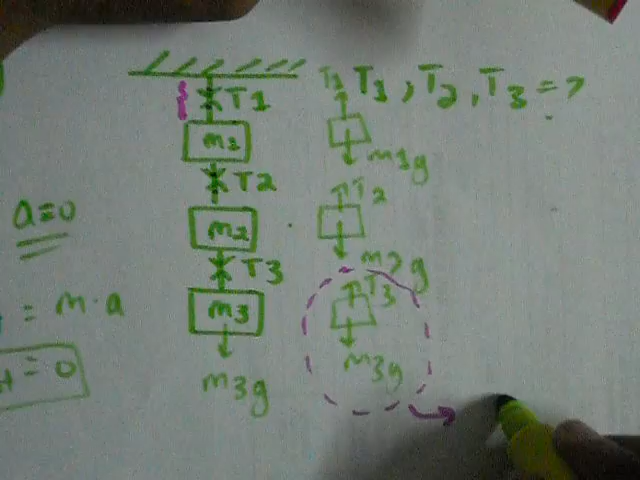 T1
T1 T1, T2, T3 = ?
m1
m1g
T2
T2
a=0
m2
m2g
T3
T3
= m.a
m3
m3g
= 0
m3g